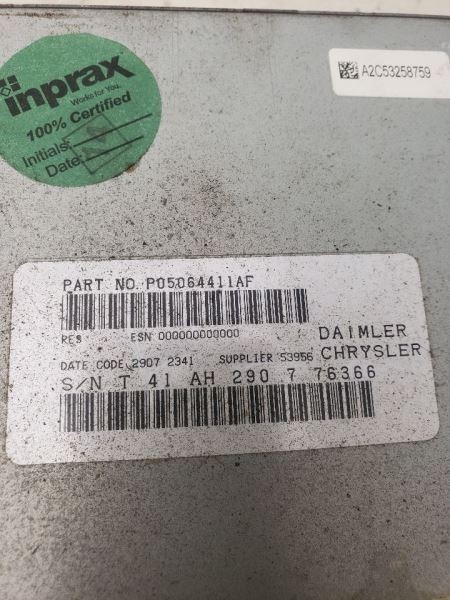 inprax
Works for You.
100% Certified
Initials:
Date:
A2C53258759
PART NO. P05064411AF
RES ESN 000000000000
DAIMLER
CHRYSLER
DATE CODE 2907 2341 SUPPLIER 53956
S/N T 41 AH 290 7 76366